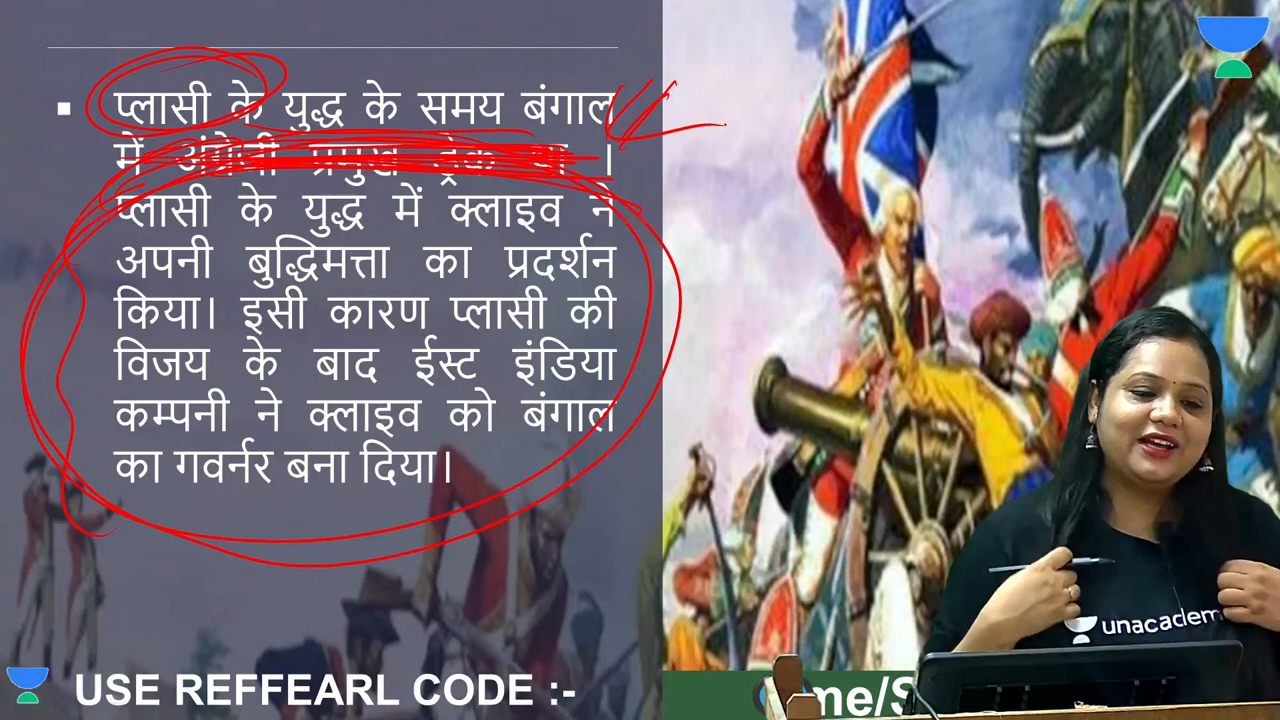 प्लासी के युद्ध के समय बंगाल
में अंग्रेजी प्रमुख ड्रेक था ।
प्लासी के युद्ध में क्लाइव ने
अपनी बुद्धिमत्ता का प्रदर्शन
किया। इसी कारण प्लासी की
विजय के बाद ईस्ट इंडिया
कम्पनी ने क्लाइव को बंगाल
का गवर्नर बना दिया।
unacadem
USE REFFEARL CODE :-
me/S